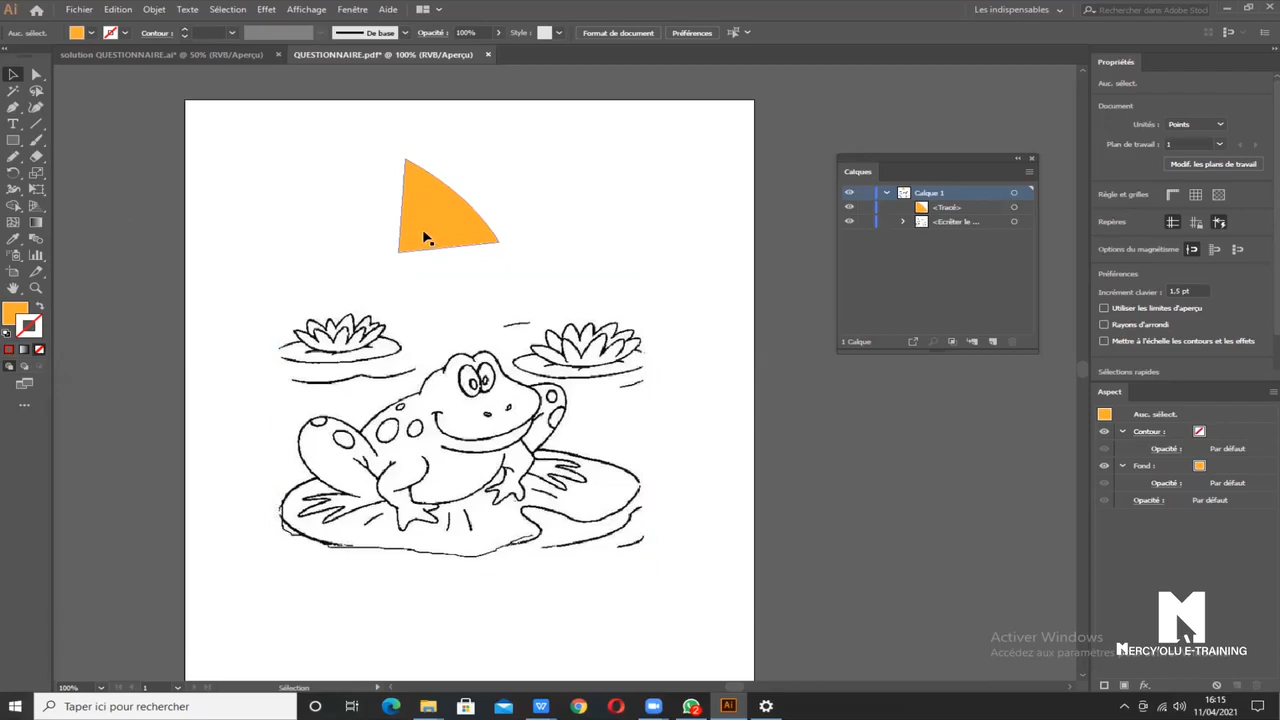 Ai Fichier Edition Objet Texte Sélection Effet Affichage Fenêtre Aide Les indispensables Rechercher dans Adobe Stock
Auc. sélect. Contour : De base Opacité : 100% Style : Format de document Préférences
solution QUESTIONNAIRE.ai* @ 50% (RVB/Aperçu) × QUESTIONNAIRE.pdf* @ 100% (RVB/Aperçu) ×
Propriétés
Auc. sélect.
Document
Unités : Points
Plan de travail : 1
Modif. les plans de travail
Règle et grilles
Repères
Options du magnétisme
Préférences
Incrément clavier : 1,5 pt
Utiliser les limites d'aperçu
Rayons d'arrondi
Mettre à l'échelle les contours et les effets
Sélections rapides
Calques
Calque 1
<Tracé>
<Ecrêter le ...
1 Calque
Aspect
Auc. sélect.
Contour :
Opacité : Par défaut
Fond :
Opacité : Par défaut
Opacité : Par défaut
Activer Windows
Accédez aux paramètres
MERCY'OLU E-TRAINING
100% 1 Sélection
Taper ici pour rechercher
2
Ai
16:15
11/04/2021